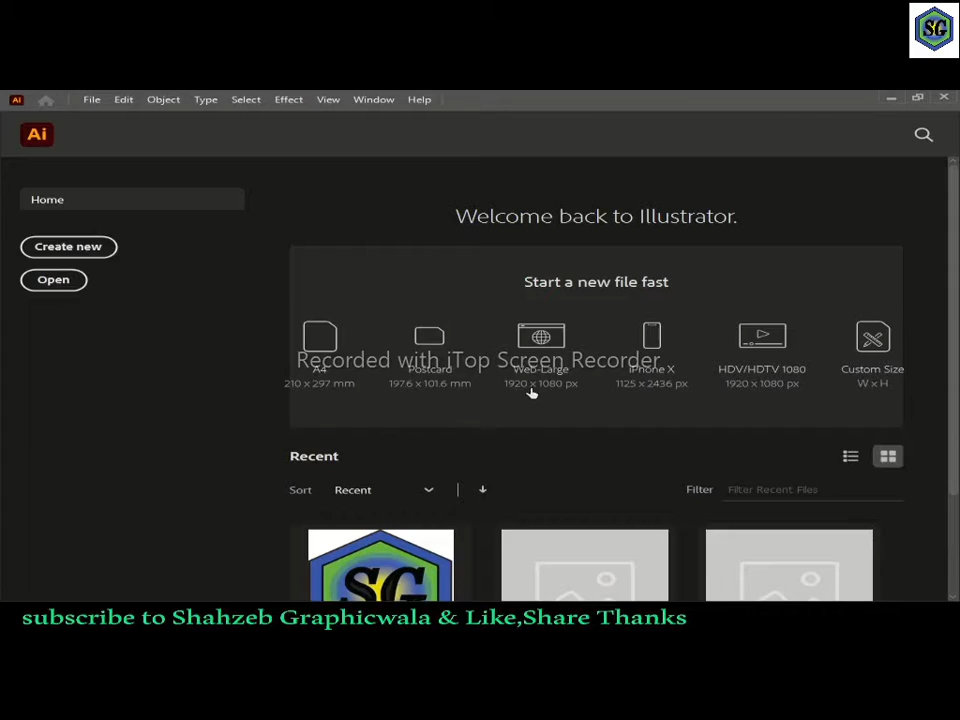 SG
Ai File Edit Object Type Select Effect View Window Help
Ai
Home
Welcome back to Illustrator.
Create new
Start a new file fast
Open
Recorded with iTop Screen Recorder
A4 Postcard Web-Large iPhone X HDV/HDTV 1080 Custom Size
210 x 297 mm 197.6 x 101.6 mm 1920 x 1080 px 1125 x 2436 px 1920 x 1080 px W x H
Recent
Sort Recent Filter Filter Recent Files
SG
subscribe to Shahzeb Graphicwala & Like,Share Thanks